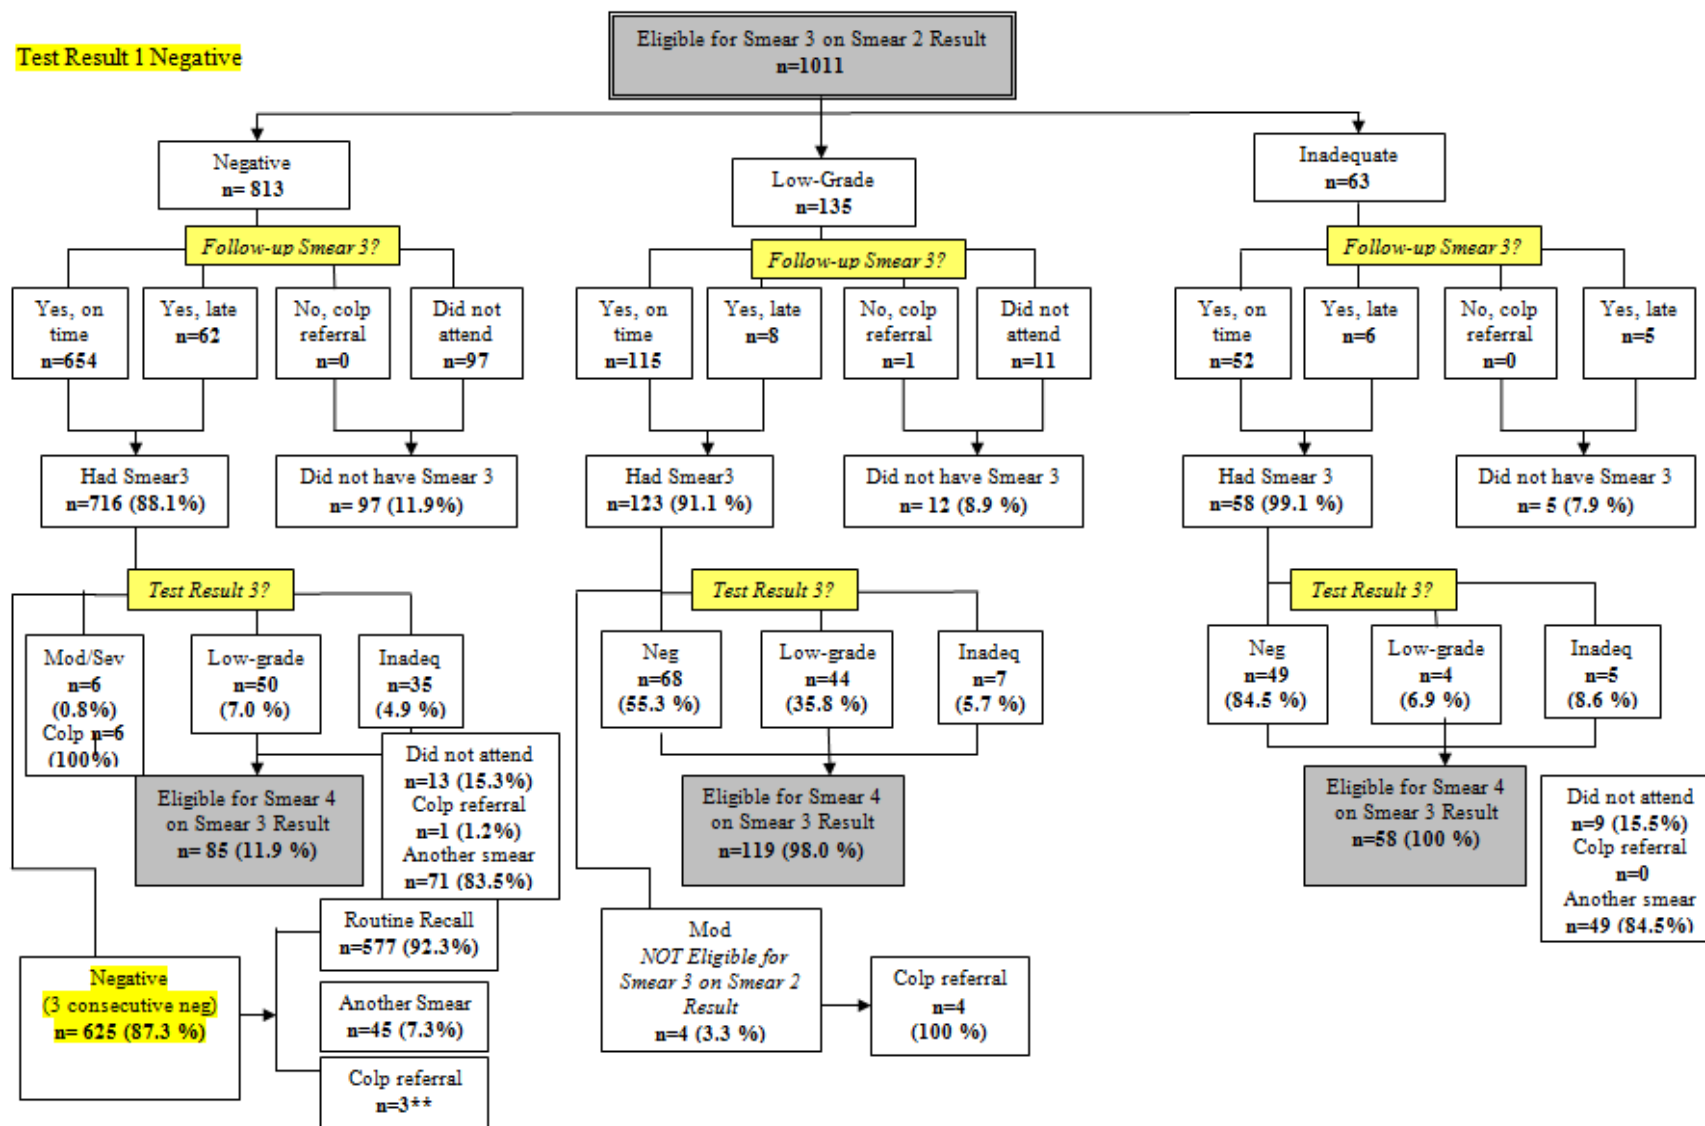 Test Result 1 Negative
Eligible for Smear 3 on Smear 2 Result
n=1011
Negative
n= 813
Low-Grade
n=135
Inadequate
n=63
Follow-up Smear 3?
Yes, on
time
n=654
Yes, late
n=62
No, colp
referral
n=0
Did not
attend
n=97
Follow-up Smear 3?
Yes, on
time
n=115
Yes, late
n=8
No, colp
referral
n=1
Did not
attend
n=11
Follow-up Smear 3?
Yes, on
time
n=52
Yes, late
n=6
No, colp
referral
n=0
Yes, late
n=5
Had Smear3
n=716 (88.1%)
Did not have Smear 3
n= 97 (11.9%)
Had Smear3
n=123 (91.1 %)
Did not have Smear 3
n= 12 (8.9 %)
Had Smear 3
n=58 (99.1 %)
Did not have Smear 3
n= 5 (7.9 %)
Test Result 3?
Mod/Sev
n=6
(0.8%)
Colp n=6
(100%)
Low-grade
n=50
(7.0 %)
Inadeq
n=35
(4.9 %)
Test Result 3?
Neg
n=68
(55.3 %)
Low-grade
n=44
(35.8 %)
Inadeq
n=7
(5.7 %)
Test Result 3?
Neg
n=49
(84.5 %)
Low-grade
n=4
(6.9 %)
Inadeq
n=5
(8.6 %)
Eligible for Smear 4
on Smear 3 Result
n= 85 (11.9 %)
Did not attend
n=13 (15.3%)
Colp referral
n=1 (1.2%)
Another smear
n=71 (83.5%)
Eligible for Smear 4
on Smear 3 Result
n=119 (98.0 %)
Eligible for Smear 4
on Smear 3 Result
n=58 (100 %)
Did not attend
n=9 (15.5%)
Colp referral
n=0
Another smear
n=49 (84.5%)
Negative
(3 consecutive neg)
n= 625 (87.3 %)
Routine Recall
n=577 (92.3%)
Another Smear
n=45 (7.3%)
Colp referral
n=3**
Mod
NOT Eligible for
Smear 3 on Smear 2
Result
n=4 (3.3 %)
Colp referral
n=4
(100 %)